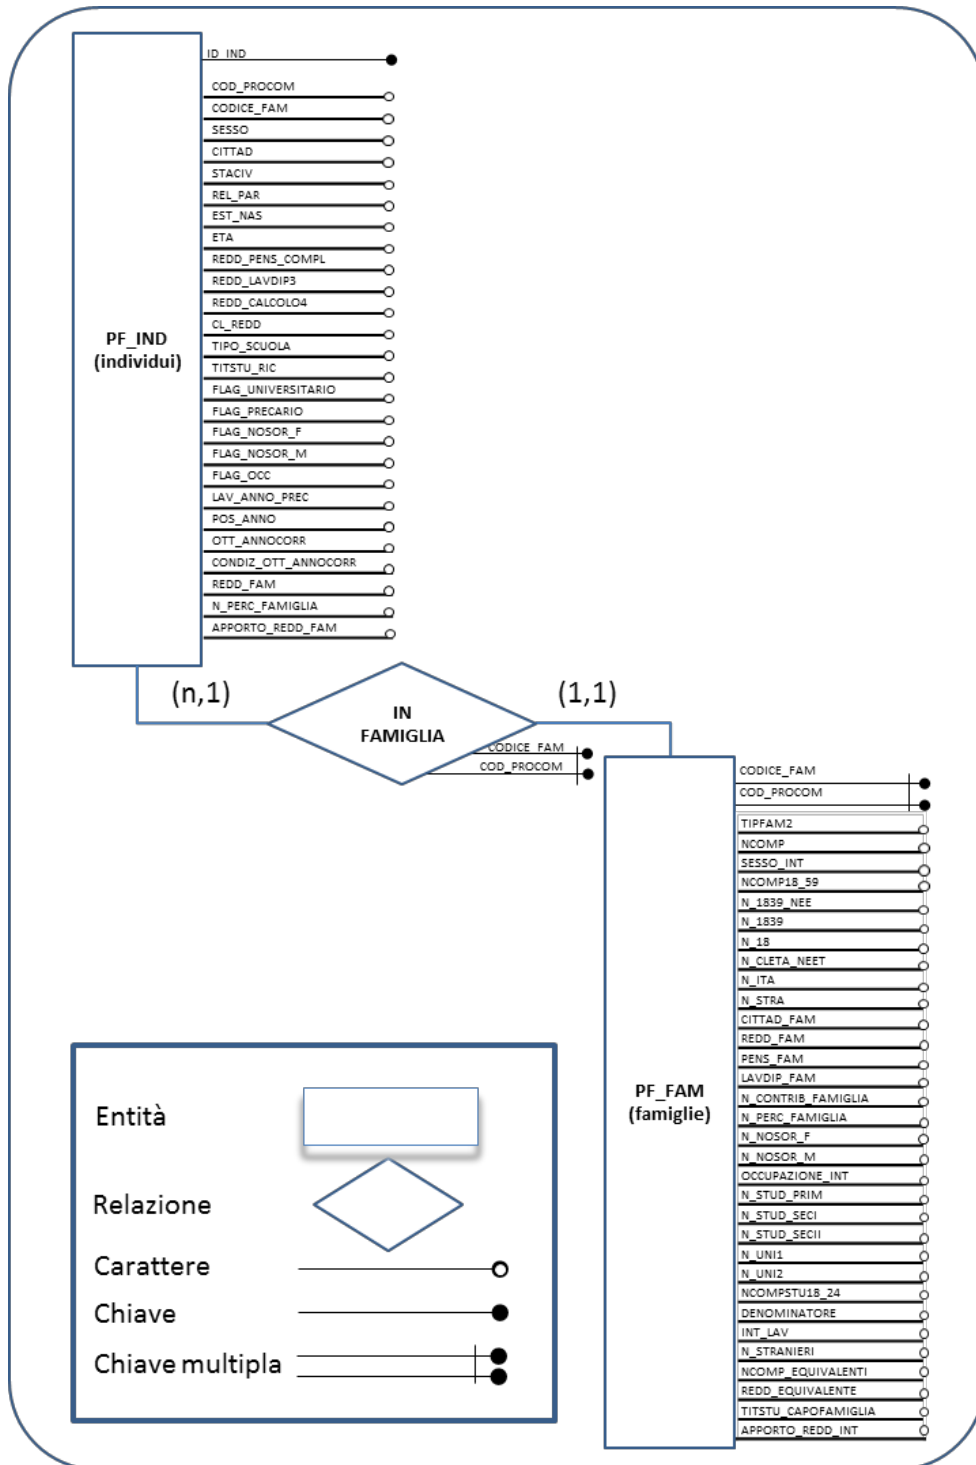 ID_IND
COD_PROCOM
CODICE_FAM
SESSO
CITTAD
STACIV
REL_PAR
EST_NAS
ETA
REDD_PENS_COMPL
REDD_LAVDIP3
REDD_CALCOLO4
CL_REDD
TIPO_SCUOLA
TITSTU_RIC
FLAG_UNIVERSITARIO
FLAG_PRECARIO
FLAG_NOSOR_F
FLAG_NOSOR_M
FLAG_OCC
LAV_ANNO_PREC
POS_ANNO
OTT_ANNOCORR
CONDIZ_OTT_ANNOCORR
REDD_FAM
N_PERC_FAMIGLIA
APPORTO_REDD_FAM
PF_IND
(individui)
(n,1)
IN
FAMIGLIA
(1,1)
CODICE_FAM
COD_PROCOM
CODICE_FAM
COD_PROCOM
TIPFAM2
NCOMP
SESSO_INT
NCOMP18_59
N_1839_NEE
N_1839
N_18
N_CLETA_NEET
N_ITA
N_STRA
CITTAD_FAM
REDD_FAM
PENS_FAM
LAVDIP_FAM
N_CONTRIB_FAMIGLIA
N_PERC_FAMIGLIA
N_NOSOR_F
N_NOSOR_M
OCCUPAZIONE_INT
N_STUD_PRIM
N_STUD_SECI
N_STUD_SECII
N_UNI1
N_UNI2
NCOMPSTU18_24
DENOMINATORE
INT_LAV
N_STRANIERI
NCOMP_EQUIVALENTI
REDD_EQUIVALENTE
TITSTU_CAPOFAMIGLIA
APPORTO_REDD_INT
PF_FAM
(famiglie)
Entità
Relazione
Carattere
Chiave
Chiave multipla